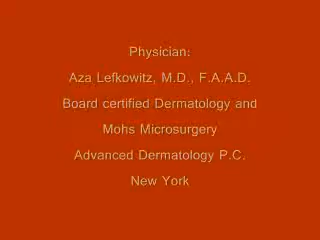 Physician:
Aza Lefkowitz, M.D., F.A.A.D.
Board certified Dermatology and
Mohs Microsurgery
Advanced Dermatology P.C.
New York